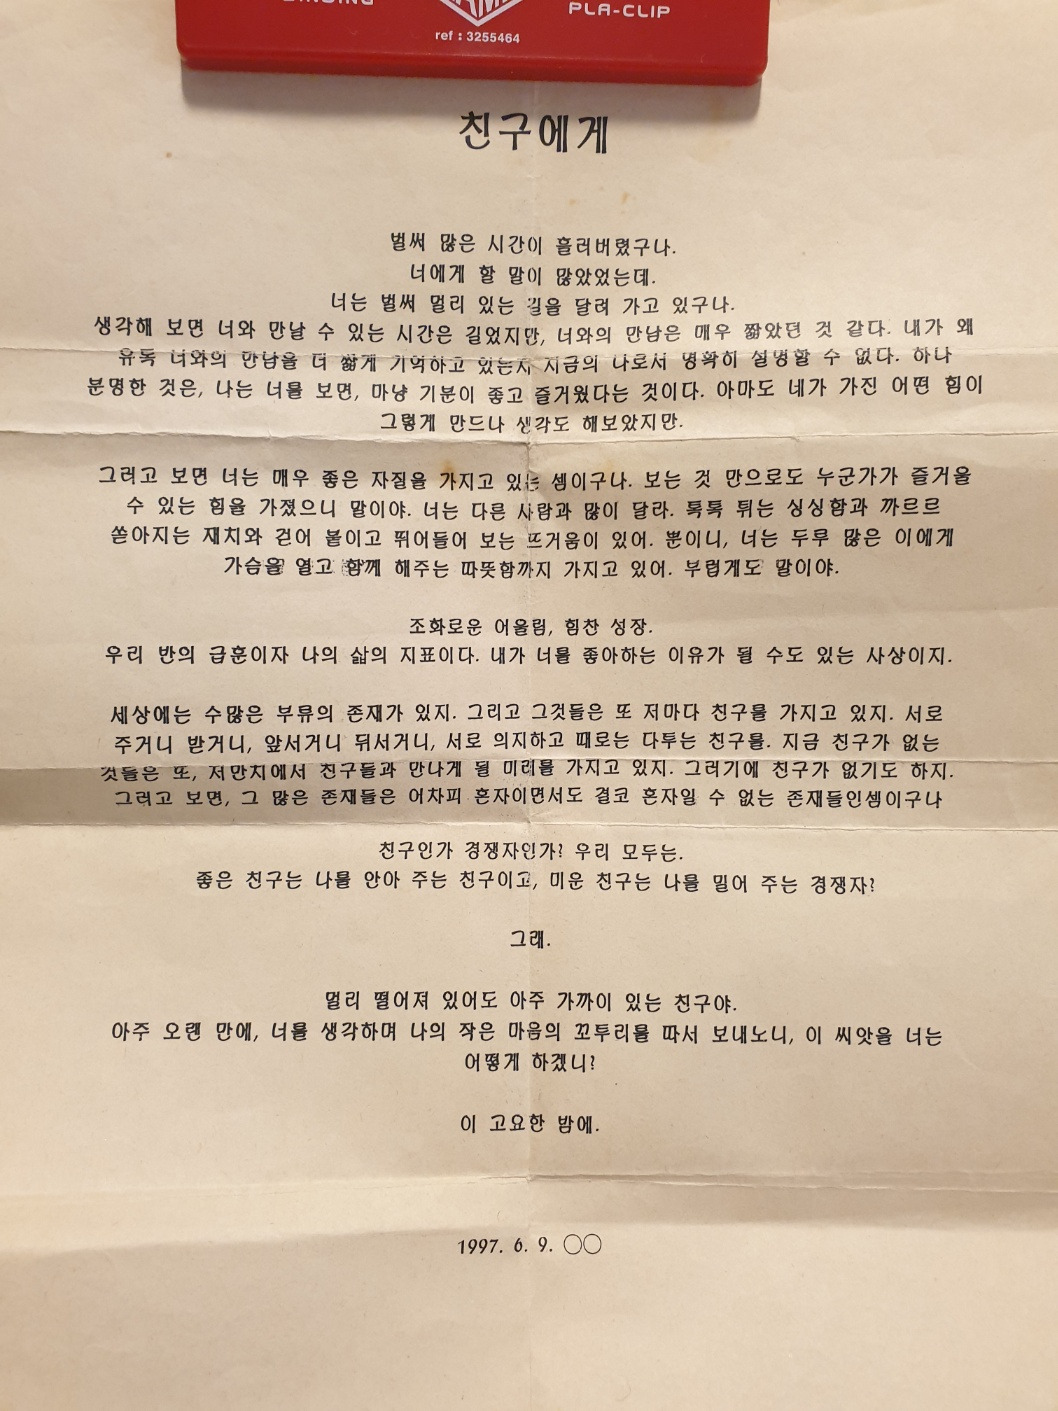 BINDING
PLA-CLIP
ref : 3255464
친구에게
벌써 많은 시간이 흘러버렸구나.
너에게 할 말이 많았었는데.
너는 벌써 멀리 있는 길을 달려 가고 있구나.
생각해 보면 너와 만날 수 있는 시간은 길었지만, 너와의 만남은 매우 짧았던 것 같다. 내가 왜
유독 너와의 만남을 더 짧게 기억하고 있는지 지금의 나로서 명확히 설명할 수 없다. 하나
분명한 것은, 나는 너를 보면, 마냥 기분이 좋고 즐거웠다는 것이다. 아마도 네가 가진 어떤 힘이
그렇게 만드나 생각도 해보았지만.
그러고 보면 너는 매우 좋은 자질을 가지고 있는 셈이구나. 보는 것 만으로도 누군가가 즐거울
수 있는 힘을 가졌으니 말이야. 너는 다른 사람과 많이 달라. 톡톡 튀는 싱싱함과 까르르
쏟아지는 재치와 걷어 붙이고 뛰어들어 보는 뜨거움이 있어. 뿐이니, 너는 두루 많은 이에게
가슴을 열고 함께 해주는 따뜻함까지 가지고 있어. 부럽게도 말이야.
조화로운 어울림, 힘찬 성장.
우리 반의 급훈이자 나의 삶의 지표이다. 내가 너를 좋아하는 이유가 될 수도 있는 사상이지.
세상에는 수많은 부류의 존재가 있지. 그리고 그것들은 또 저마다 친구를 가지고 있지. 서로
주거니 받거니, 앞서거니 뒤서거니, 서로 의지하고 때로는 다투는 친구를. 지금 친구가 없는
것들은 또, 저만치에서 친구들과 만나게 될 미래를 가지고 있지. 그러기에 친구가 없기도 하지.
그러고 보면, 그 많은 존재들은 어차피 혼자이면서도 결코 혼자일 수 없는 존재들인셈이구나
친구인가 경쟁자인가? 우리 모두는.
좋은 친구는 나를 안아 주는 친구이고, 미운 친구는 나를 밀어 주는 경쟁자?
그래.
멀리 떨어져 있어도 아주 가까이 있는 친구야.
아주 오랜 만에, 너를 생각하며 나의 작은 마음의 꼬투리를 따서 보내노니, 이 씨앗을 너는
어떻게 하겠니?
이 고요한 밤에.
1997. 6. 9. ○○